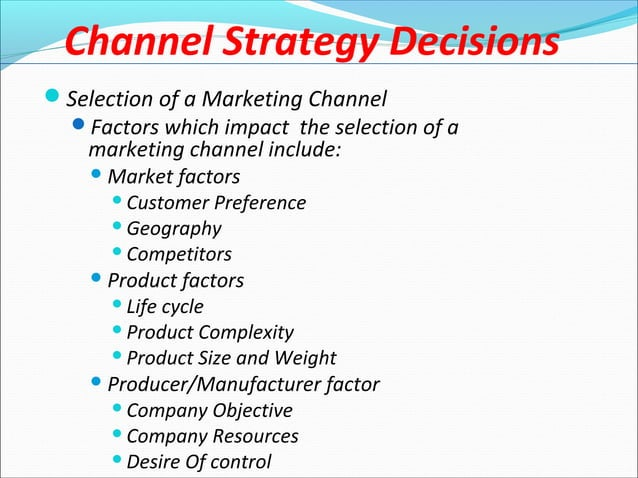 Channel Strategy Decisions
Selection of a Marketing Channel
Factors which impact the selection of a
marketing channel include:
Market factors
Customer Preference
Geography
Competitors
Product factors
Life cycle
Product Complexity
Product Size and Weight
Producer/Manufacturer factor
Company Objective
Company Resources
Desire Of control